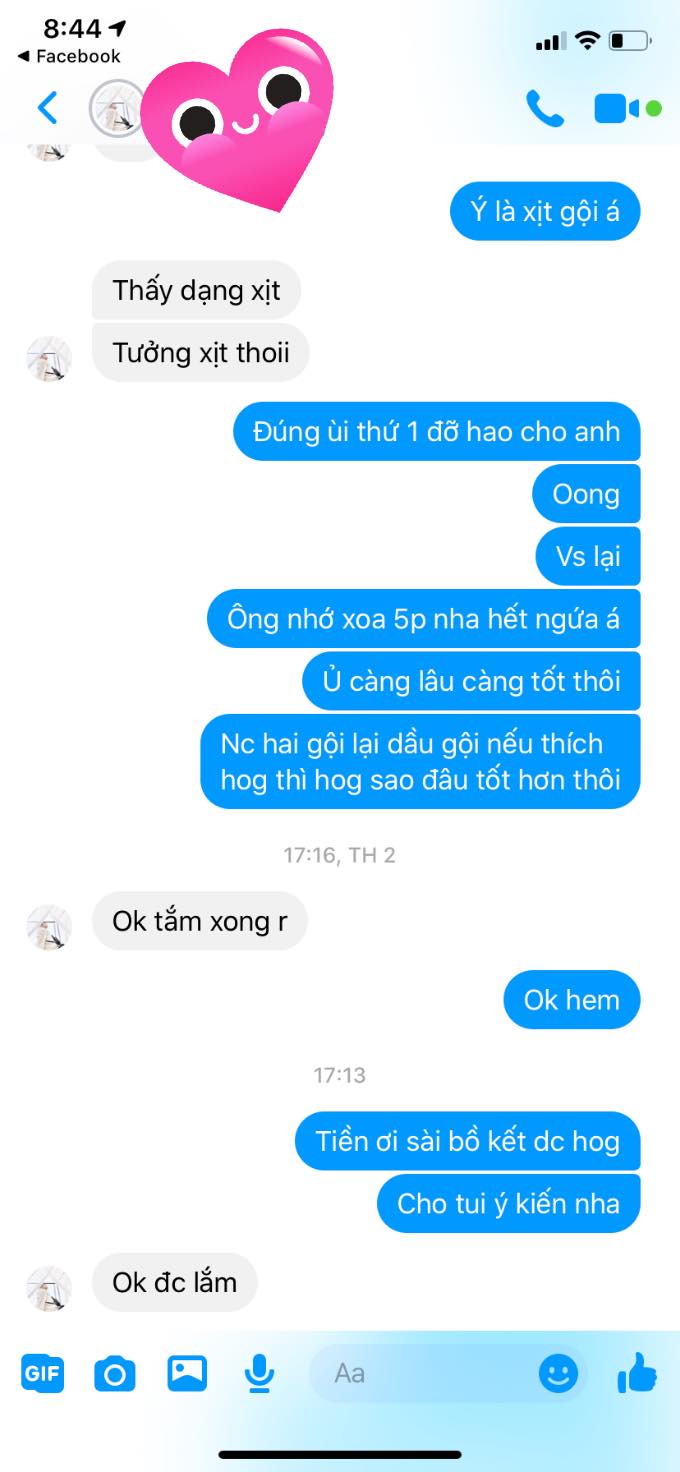 8:44
Facebook
Ý là xịt gội á
Thấy dạng xịt
Tưởng xịt thoii
Đúng ùi thứ 1 đỡ hao cho anh
Oong
Vs lại
Ông nhớ xoa 5p nha hết ngứa á
Ủ càng lâu càng tốt thôi
Nc hai gội lại dầu gội nếu thích
hog thì hog sao đâu tốt hơn thôi
17:16, TH 2
Ok tắm xong r
Ok hem
17:13
Tiền ơi sài bồ kết dc hog
Cho tui ý kiến nha
Ok đc lắm
GIF
Aa